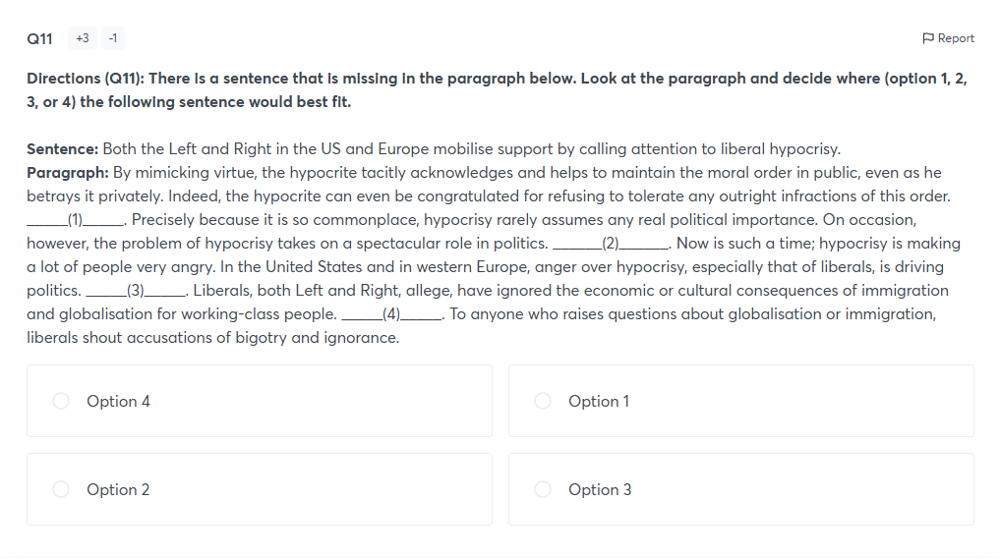 Q11 +3 -1 Report
Directions (Q11): There is a sentence that is missing in the paragraph below. Look at the paragraph and decide where (option 1, 2,
3, or 4) the following sentence would best fit.
Sentence: Both the Left and Right in the US and Europe mobilise support by calling attention to liberal hypocrisy.
Paragraph: By mimicking virtue, the hypocrite tacitly acknowledges and helps to maintain the moral order in public, even as he
betrays it privately. Indeed, the hypocrite can even be congratulated for refusing to tolerate any outright infractions of this order.
_____(1)_____. Precisely because it is so commonplace, hypocrisy rarely assumes any real political importance. On occasion,
however, the problem of hypocrisy takes on a spectacular role in politics. _____(2)______. Now is such a time; hypocrisy is making
a lot of people very angry. In the United States and in western Europe, anger over hypocrisy, especially that of liberals, is driving
politics. _____(3)_____. Liberals, both Left and Right, allege, have ignored the economic or cultural consequences of immigration
and globalisation for working-class people. _____(4)_____. To anyone who raises questions about globalisation or immigration,
liberals shout accusations of bigotry and ignorance.
Option 4
Option 1
Option 2
Option 3